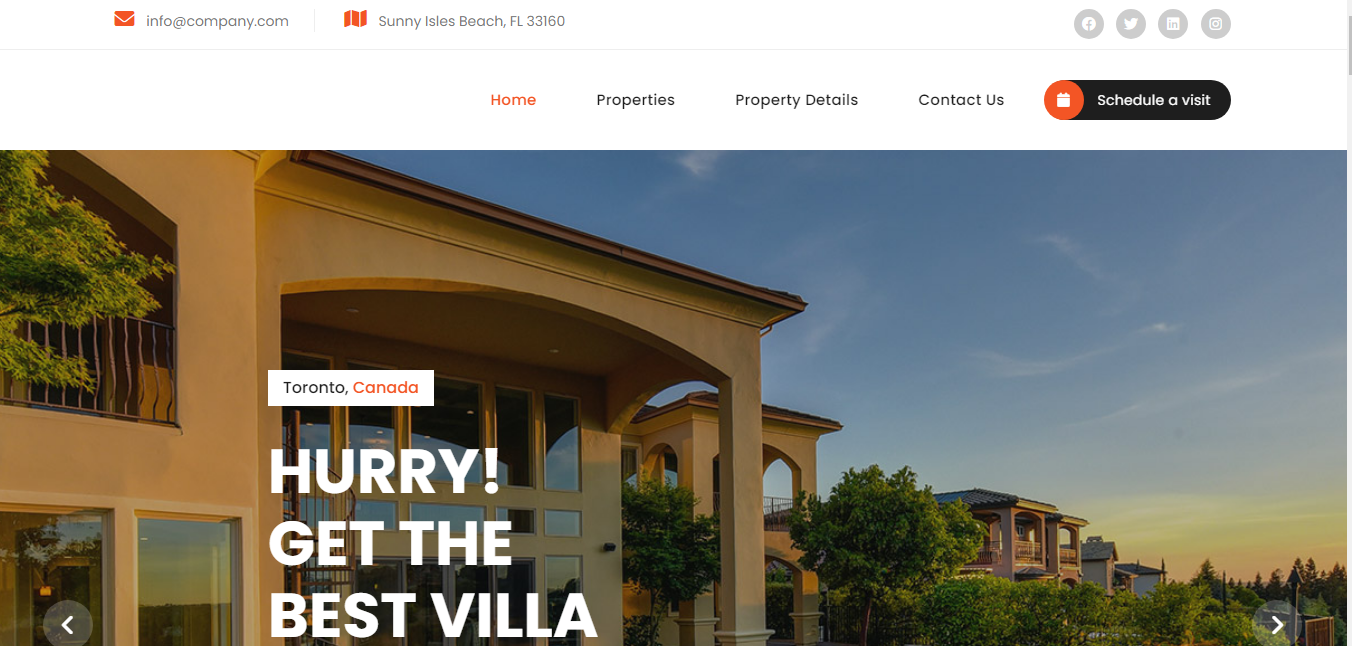 info@company.com
Sunny Isles Beach, FL 33160
Home
Properties
Property Details
Contact Us
Schedule a visit
Toronto, Canada
HURRY!
GET THE
BEST VILLA